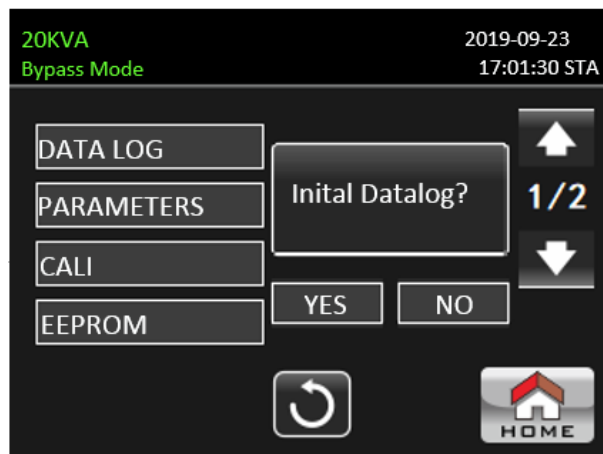 20KVA
2019-09-23
Bypass Mode
17:01:30 STA
DATA LOG
PARAMETERS
CALI
EEPROM
Inital Datalog?
YES
NO
1/2
HOME